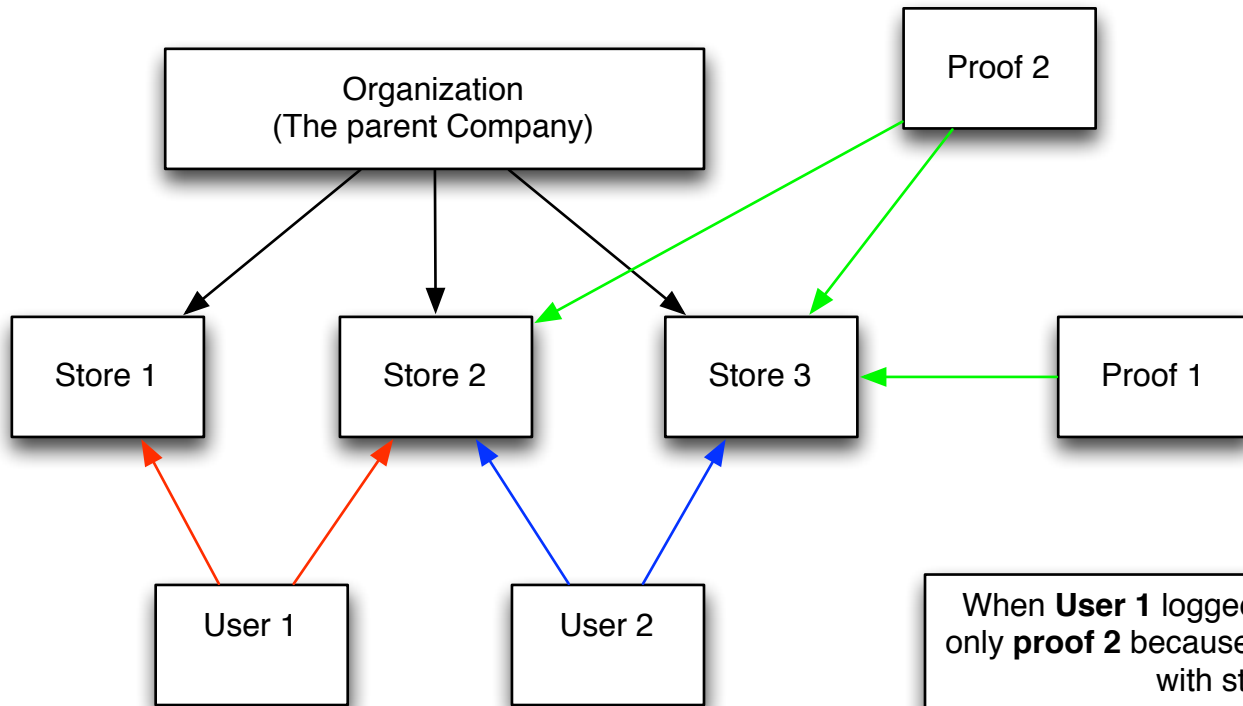 Proof 2
Organization
(The parent Company)
Store 1
Store 2
Store 3
Proof 1
User 1
User 2
When User 1 logged
only proof 2 because
with